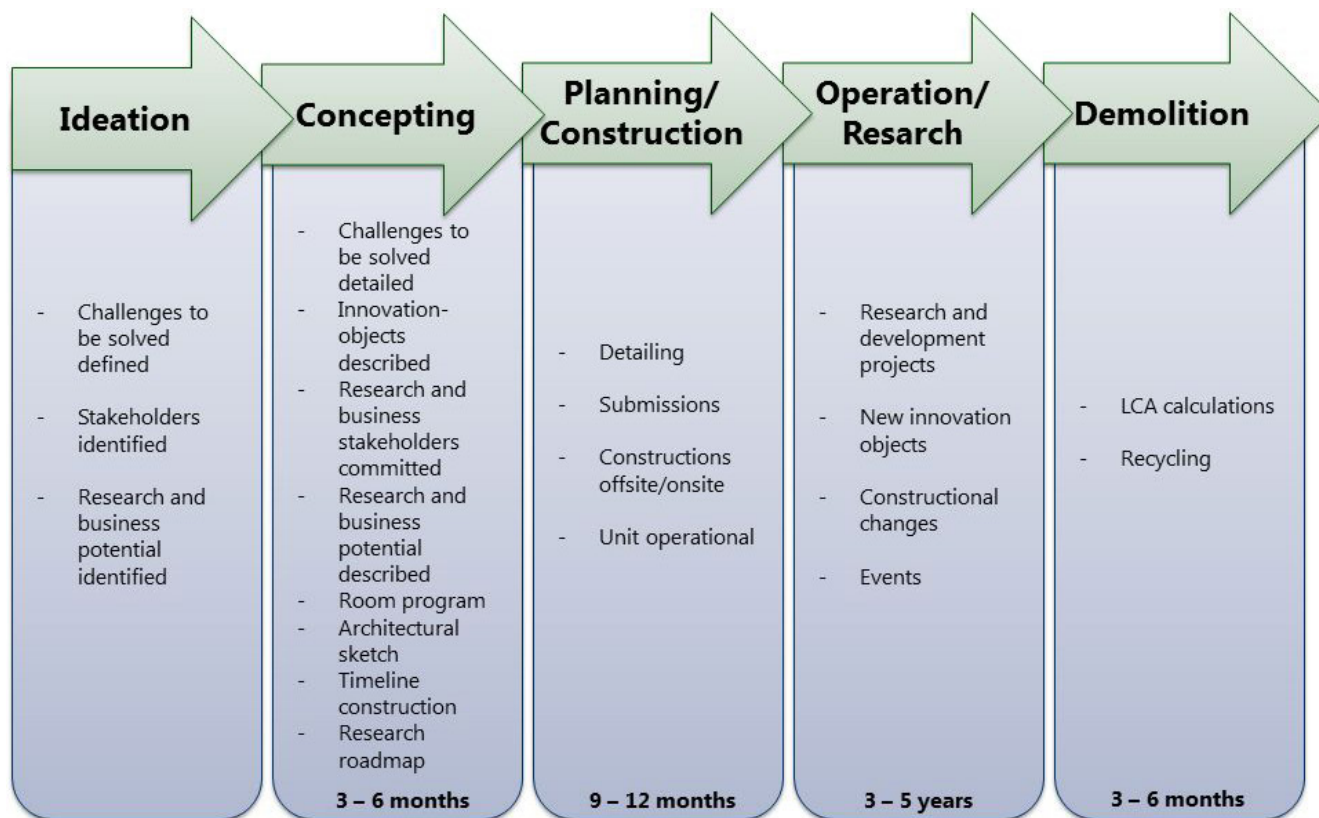 Ideation
- Challenges to
be solved
defined
- Stakeholders
identified
- Research and
business
potential
identified
Concepting
- Challenges to
be solved
detailed
- Innovation-
objects
described
- Research and
business
stakeholders
committed
- Research and
business
potential
described
- Room program
- Architectural
sketch
- Timeline
construction
- Research
roadmap
3 – 6 months
Planning/
Construction
- Detailing
- Submissions
- Constructions
offsite/onsite
- Unit operational
9 – 12 months
Operation/
Resarch
- Research and
development
projects
- New innovation
objects
- Constructional
changes
- Events
3 – 5 years
Demolition
- LCA calculations
- Recycling
3 – 6 months